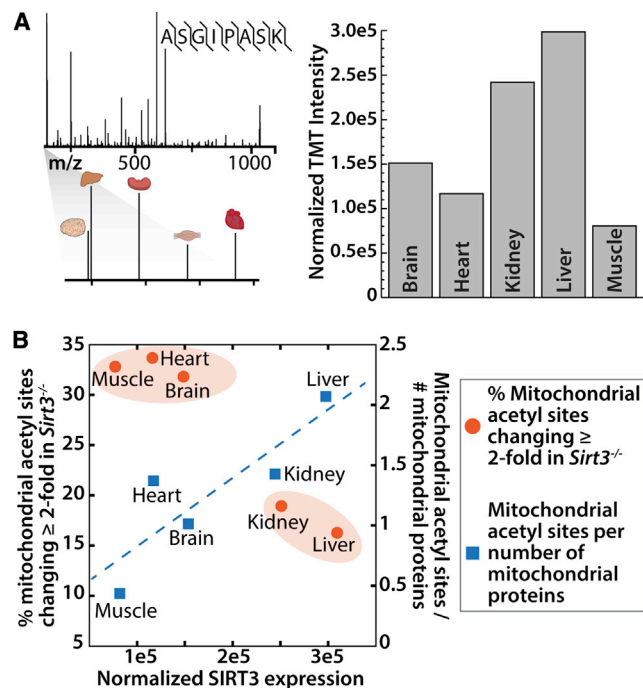 A
ASGIPASK
m/z
500
1000
Normalized TMT Intensity
3.0e5
2.5e5
2.0e5
1.5e5
1.0e5
0.5e5
0
Brain
Heart
Kidney
Liver
Muscle
B
% mitochondrial acetyl sites
changing ≥ 2-fold in Sirt3-/-
35
30
25
20
15
10
5
Muscle
Heart
Brain
Liver
Heart
Kidney
Brain
Kidney
Liver
Muscle
2.5
2
1.5
1
0.5
0
Mitochondrial acetyl sites /
# mitochondrial proteins
1e5
2e5
3e5
Normalized SIRT3 expression
% Mitochondrial
acetyl sites
changing ≥
2-fold in Sirt3-/-
Mitochondrial
acetyl sites per
number of
mitochondrial
proteins